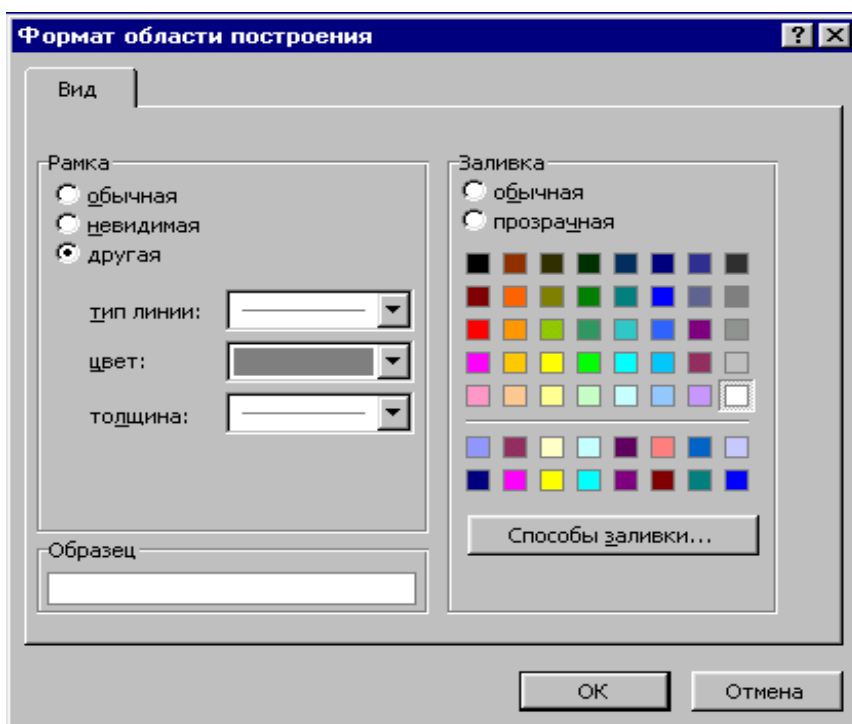 Формат области построения
Вид
Рамка
обычная
невидимая
другая
тип линии:
цвет:
толщина:
Образец
Заливка
обычная
прозрачная
Способы заливки...
OK
Отмена